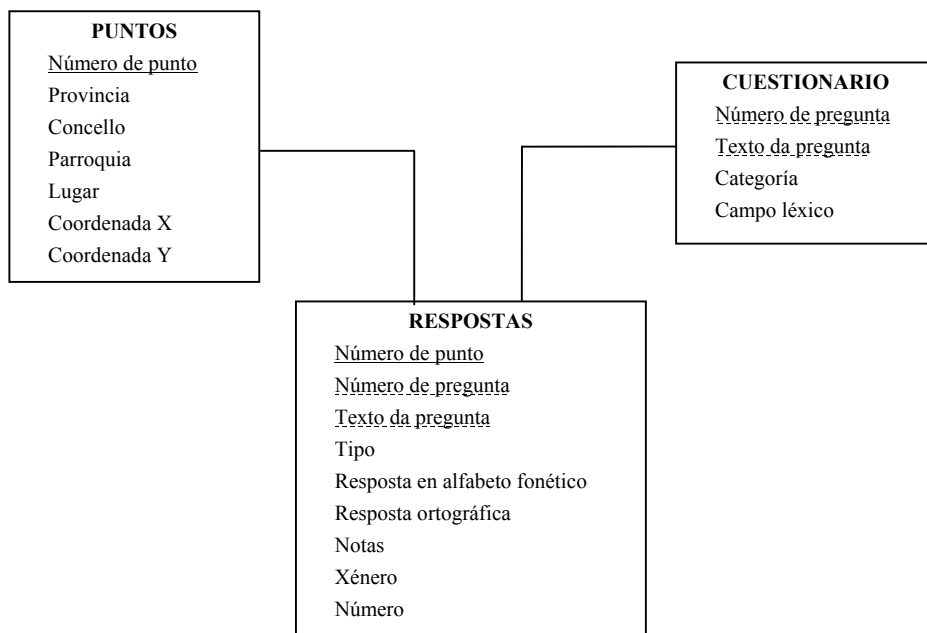 PUNTOS
Número de punto
Provincia
Concello
Parroquia
Lugar
Coordenada X
Coordenada Y
CUESTIONARIO
Número de pregunta
Texto da pregunta
Categoría
Campo léxico
RESPOSTAS
Número de punto
Número de pregunta
Texto da pregunta
Tipo
Resposta en alfabeto fonético
Resposta ortográfica
Notas
Xénero
Número